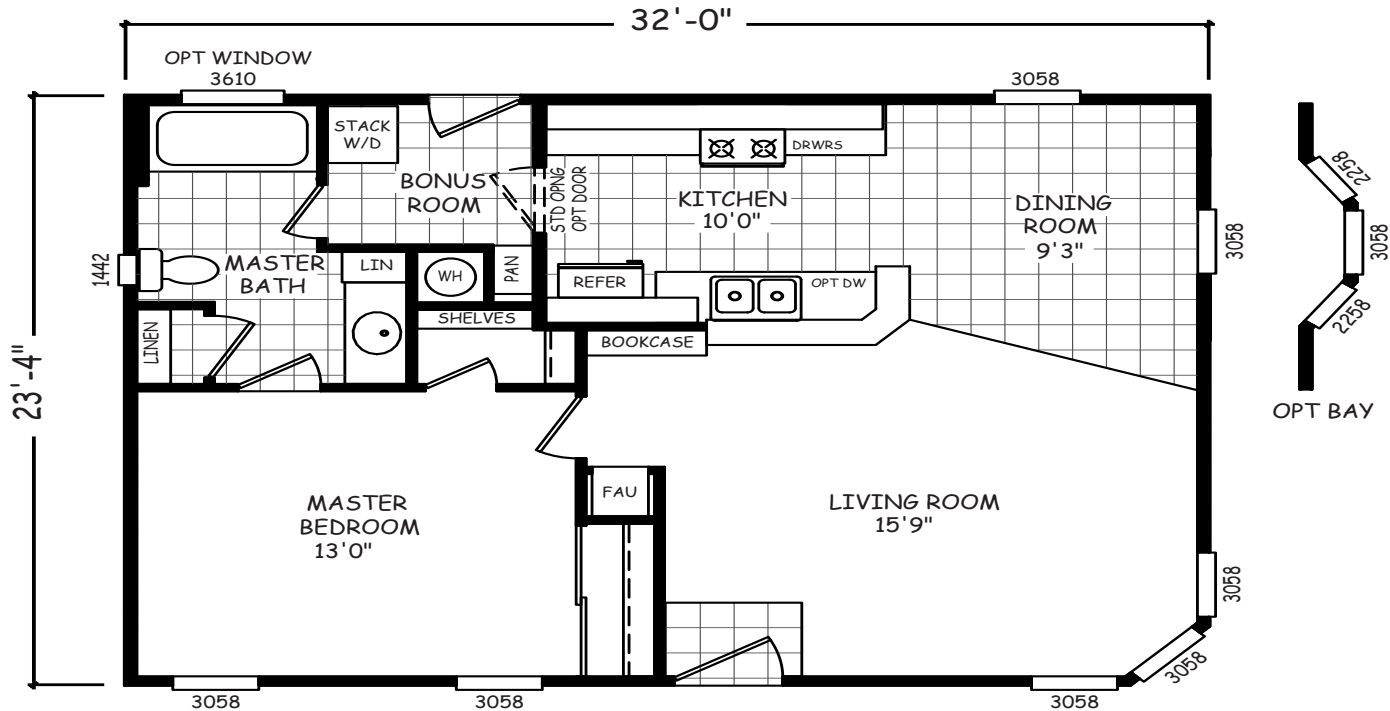 32'-0"
OPT WINDOW
3610
3058
STACK
W/D
DRWRS
2258
BONUS
ROOM
STD OPNG
OPT DOOR
KITCHEN
10'0"
DINING
ROOM
9'3"
3058
3058
1442
MASTER
BATH
LIN
WH
PAN
REFER
OPT DW
2258
LINEN
SHELVES
BOOKCASE
23'-4"
OPT BAY
MASTER
BEDROOM
13'0"
FAU
LIVING ROOM
15'9"
3058
3058
3058
3058
3058